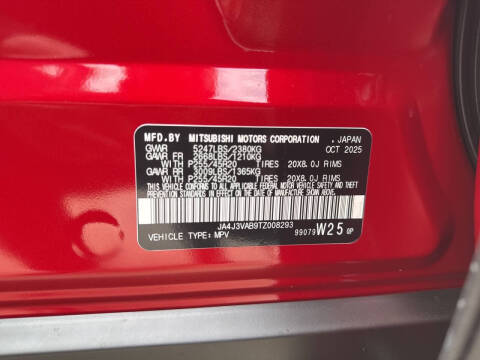 MFD.BY MITSUBISHI MOTORS CORPORATION . JAPAN
GVWR 5247LBS/2380KG OCT 2025
GAWR FR 2668LBS/1210KG
WITH P255/45R20 TIRES 20X8.0J RIMS
GAWR RR 3009LBS/1365KG
WITH P255/45R20 TIRES 20X8.0J RIMS
THIS VEHICLE CONFORMS TO ALL APPLICABLE FEDERAL MOTOR VEHICLE SAFETY, BUMPER, AND THEFT PREVENTION STANDARDS IN EFFECT ON THE DATE OF MANUFACTURE SHOWN ABOVE.
JA4J3VAB9TZ008293
VEHICLE TYPE: MPV 99079 W25 UP